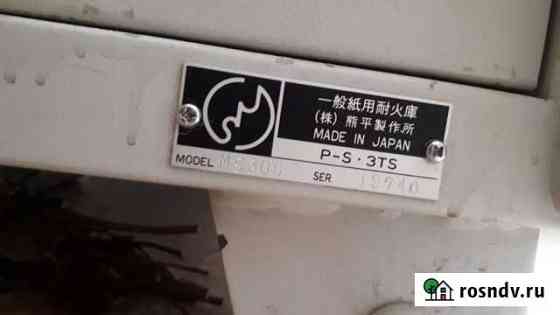 一般紙用耐火庫
(株) 熊平製作所
MADE IN JAPAN
P-S・3TS
MODEL
SER. 19740
rosndv.ru